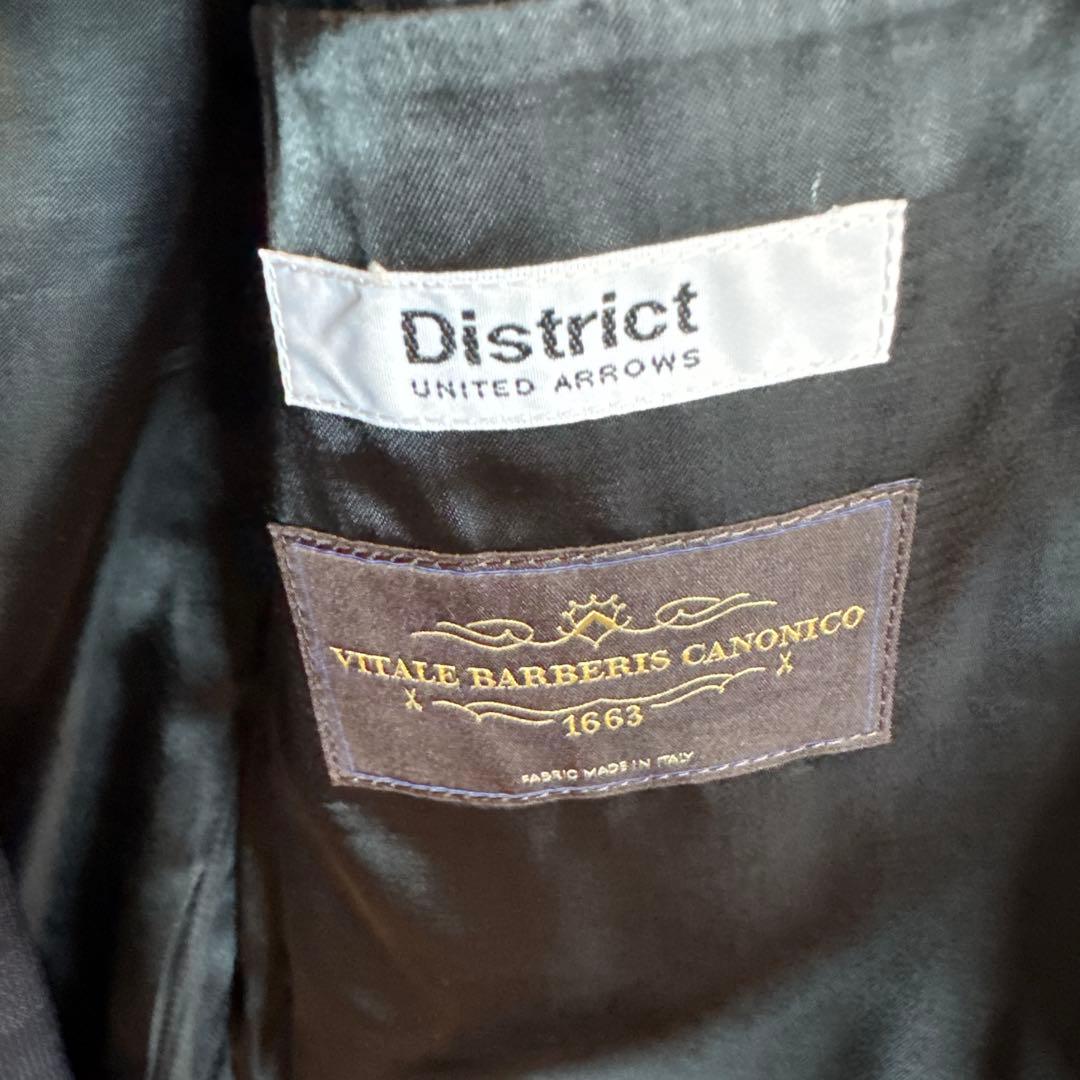 District
UNITED ARROWS
VITALE BARBERIS CANONICO
1663
FABRIC MADE IN ITALY